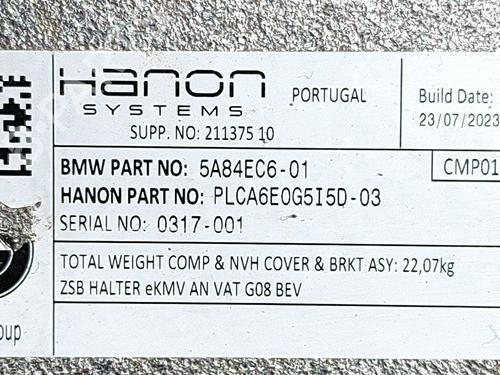 Hanon
SYSTEMS
PORTUGAL
SUPP. NO: 211375 10
Build Date:
23/07/2023
BMW PART NO: 5A84EC6-01
CMP01
HANON PART NO: PLCA6E0G5I5D-03
SERIAL NO: 0317-001
TOTAL WEIGHT COMP & NVH COVER & BRKT ASY: 22,07kg
ZSB HALTER eKMV AN VAT G08 BEV